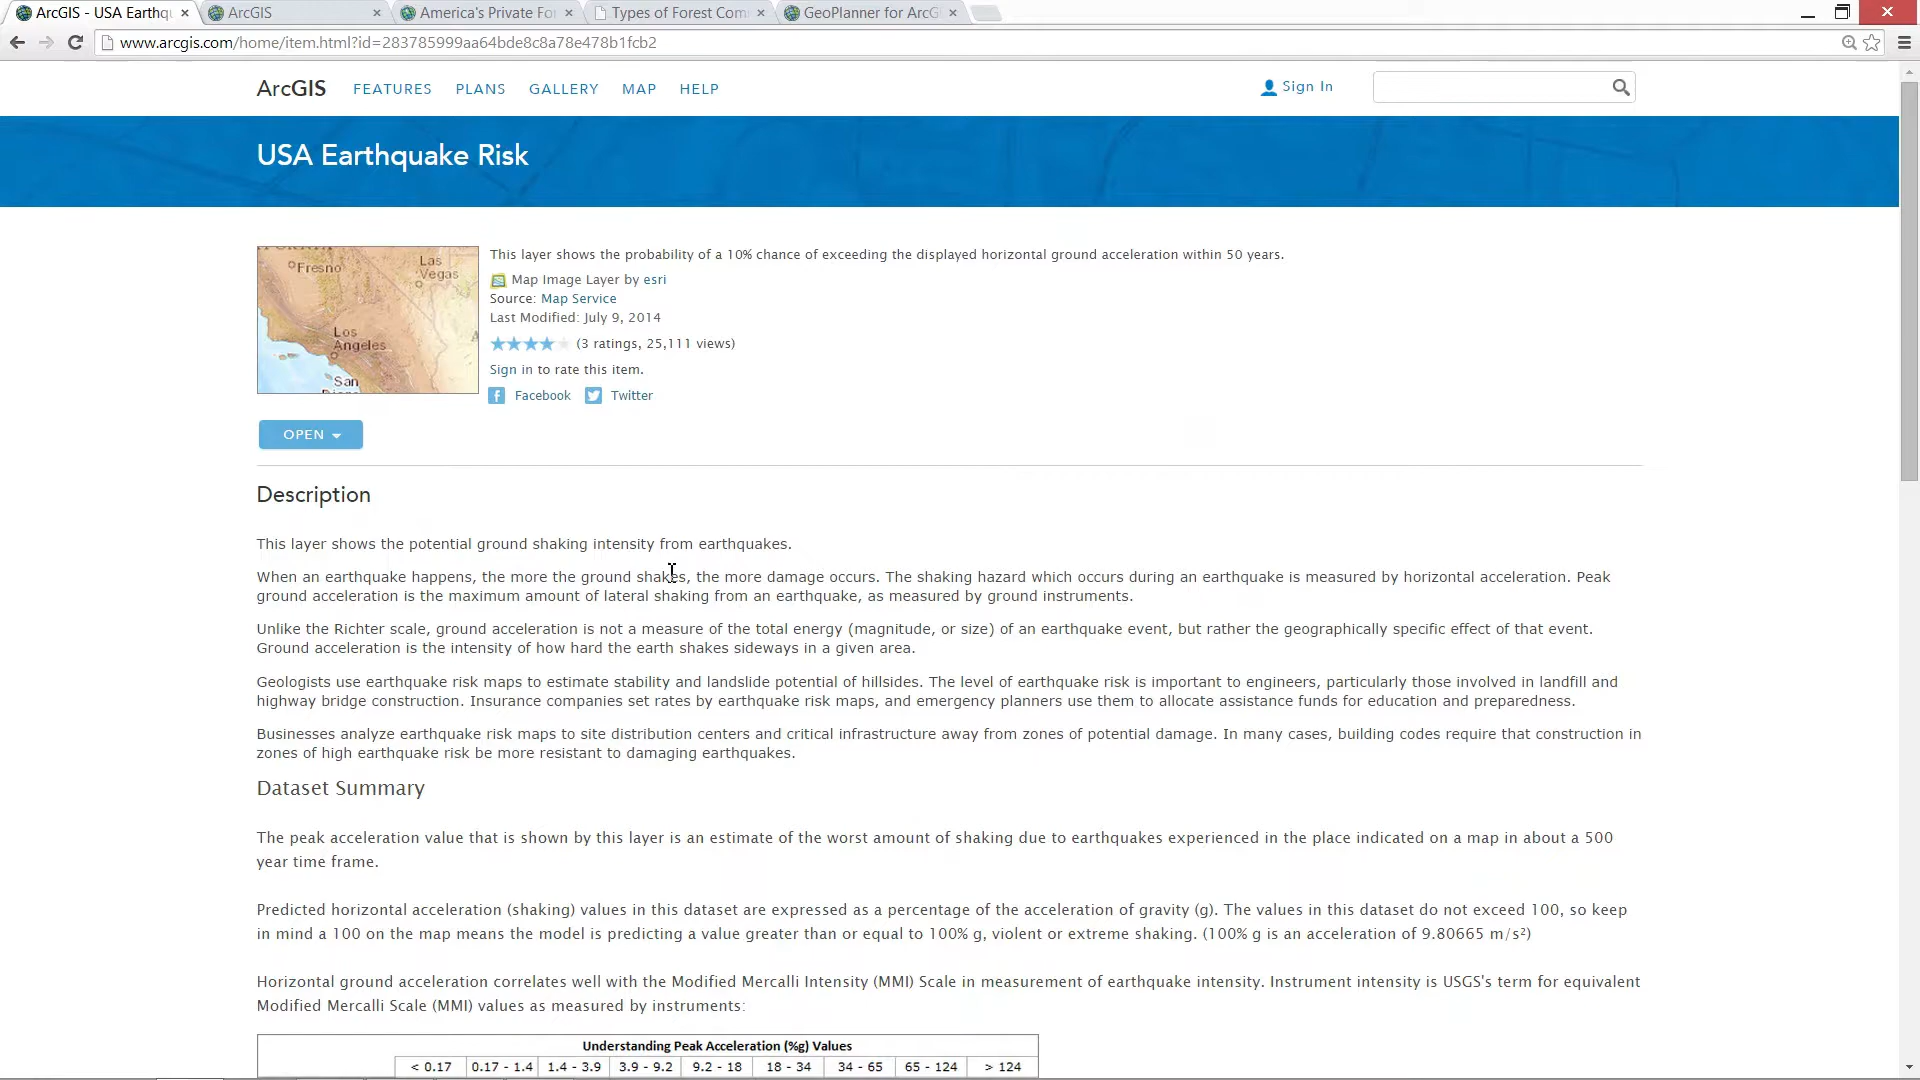 ArcGIS - USA Earthqu
ArcGIS
America's Private Fo
Types of Forest Com
GeoPlanner for ArcG
www.arcgis.com/home/item.html?id=283785999aa64bde8c8a78e478b1fcb2
ArcGIS FEATURES PLANS GALLERY MAP HELP Sign In
USA Earthquake Risk
Fresno
Las
Vegas
Los
Angeles
San
This layer shows the probability of a 10% chance of exceeding the displayed horizontal ground acceleration within 50 years.
Map Image Layer by esri
Source: Map Service
Last Modified: July 9, 2014
(3 ratings, 25,111 views)
Sign in to rate this item.
Facebook Twitter
OPEN
Description
This layer shows the potential ground shaking intensity from earthquakes.
When an earthquake happens, the more the ground shakes, the more damage occurs. The shaking hazard which occurs during an earthquake is measured by horizontal acceleration. Peak
ground acceleration is the maximum amount of lateral shaking from an earthquake, as measured by ground instruments.
Unlike the Richter scale, ground acceleration is not a measure of the total energy (magnitude, or size) of an earthquake event, but rather the geographically specific effect of that event.
Ground acceleration is the intensity of how hard the earth shakes sideways in a given area.
Geologists use earthquake risk maps to estimate stability and landslide potential of hillsides. The level of earthquake risk is important to engineers, particularly those involved in landfill and
highway bridge construction. Insurance companies set rates by earthquake risk maps, and emergency planners use them to allocate assistance funds for education and preparedness.
Businesses analyze earthquake risk maps to site distribution centers and critical infrastructure away from zones of potential damage. In many cases, building codes require that construction in
zones of high earthquake risk be more resistant to damaging earthquakes.
Dataset Summary
The peak acceleration value that is shown by this layer is an estimate of the worst amount of shaking due to earthquakes experienced in the place indicated on a map in about a 500
year time frame.
Predicted horizontal acceleration (shaking) values in this dataset are expressed as a percentage of the acceleration of gravity (g). The values in this dataset do not exceed 100, so keep
in mind a 100 on the map means the model is predicting a value greater than or equal to 100% g, violent or extreme shaking. (100% g is an acceleration of 9.80665 m/s²)
Horizontal ground acceleration correlates well with the Modified Mercalli Intensity (MMI) Scale in measurement of earthquake intensity. Instrument intensity is USGS's term for equivalent
Modified Mercalli Scale (MMI) values as measured by instruments:
Understanding Peak Acceleration (%g) Values
< 0.17 0.17 - 1.4 1.4 - 3.9 3.9 - 9.2 9.2 - 18 18 - 34 34 - 65 65 - 124 > 124